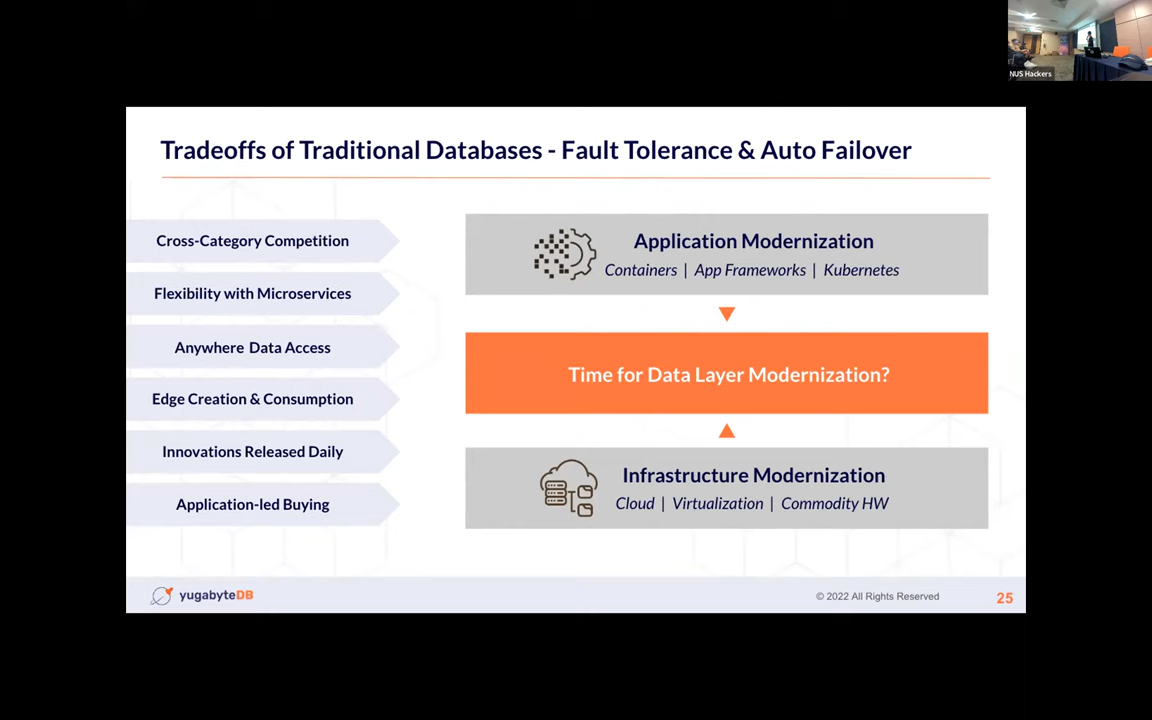 NUS Hackers
Tradeoffs of Traditional Databases - Fault Tolerance & Auto Failover
Cross-Category Competition
Flexibility with Microservices
Anywhere Data Access
Edge Creation & Consumption
Innovations Released Daily
Application-led Buying
Application Modernization
Containers | App Frameworks | Kubernetes
Time for Data Layer Modernization?
Infrastructure Modernization
Cloud | Virtualization | Commodity HW
yugabyteDB
© 2022 All Rights Reserved
25